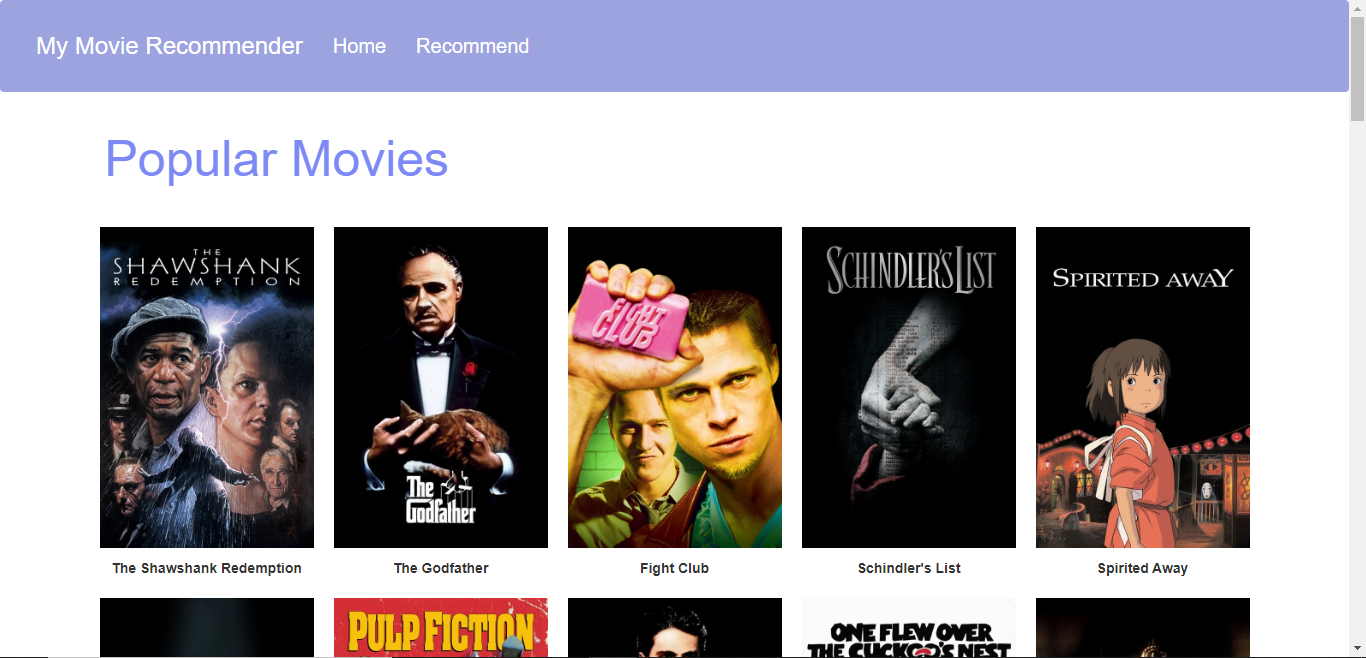 My Movie Recommender Home Recommend
Popular Movies
THE
SHAWSHANK
REDEMPTION
The
Godfather
FIGHT
CLUB
SCHINDLER'S LIST
SPIRITED AWAY
The Shawshank Redemption
The Godfather
Fight Club
Schindler's List
Spirited Away
PULP FICTION
ONE FLEW OVER
THE CUCKOO'S NEST